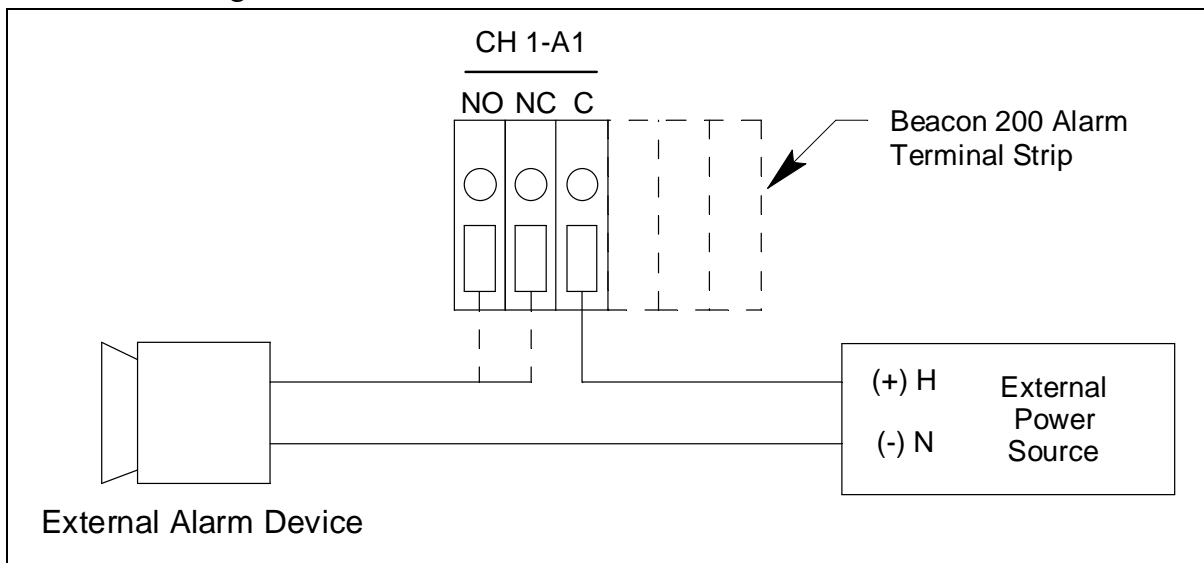 CH 1-A1
NO NC C
Beacon 200 Alarm
Terminal Strip
(+) H
(-) N
External
Power
Source
External Alarm Device